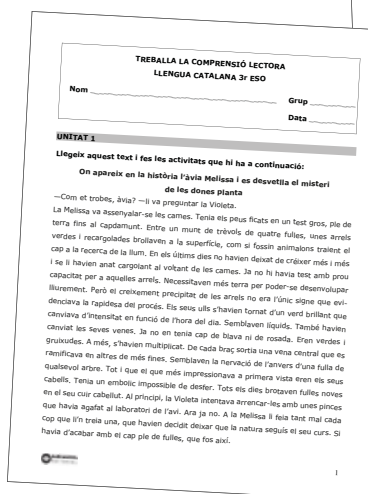 TREBALLA LA COMPRENSIÓ LECTORA
LLENGUA CATALANA 3r ESO
Nom
Grup
Data
UNITAT 1
Llegeix aquest text i fes les activitats que hi ha a continuació:
On apareix en la història l'àvia Melissa i es desvetlla el misteri
de les dones planta
—Com et trobes, àvia? —li va preguntar la Violeta.
La Melissa va assenyalar-se les cames. Tenia els peus ficats en un test gros, ple de
terra fins al capdamunt. Entre un munt de trèvols de quatre fulles, unes arrels
verdes i recargolades brollaven a la superfície, com si fossin animalons traient el
cap a la recerca de la llum. En els últims dies no havien deixat de créixer més i més
i se li havien anat cargolant al voltant de les cames. Ja no hi havia test amb prou
capacitat per a aquelles arrels. Necessitaven més terra per poder-se desenvolupar
lliurement. Però el creixement precipitat de les arrels no era l'únic signe que evi-
denciava la rapidesa del procés. Els seus ulls s'havien tornat d'un verd brillant que
canviava d'intensitat en funció de l'hora del dia. Semblaven líquids. També havien
canviat les seves venes. Ja no en tenia cap de blava ni de rosada. Eren verdes i
gruixudes. A més, s'havien multiplicat. De cada braç sortia una vena central que es
ramificava en altres de més fines. Semblaven la nervació de l'anvers d'una fulla de
qualsevol arbre. Tot i que el que més impressionava a primera vista eren els seus
cabells. Tenia un embolic impossible de desfer. Tots els dies brotaven fulles noves
en el seu cuir cabellut. Al principi, la Violeta intentava arrencar-les amb unes pinces
que havia agafat al laboratori de l'avi. Ara ja no. A la Melissa li feia tant mal cada
cop que li'n treia una, que havien decidit deixar que la natura seguís el seu curs. Si
havia d'acabar amb el cap ple de fulles, que fos així.
1